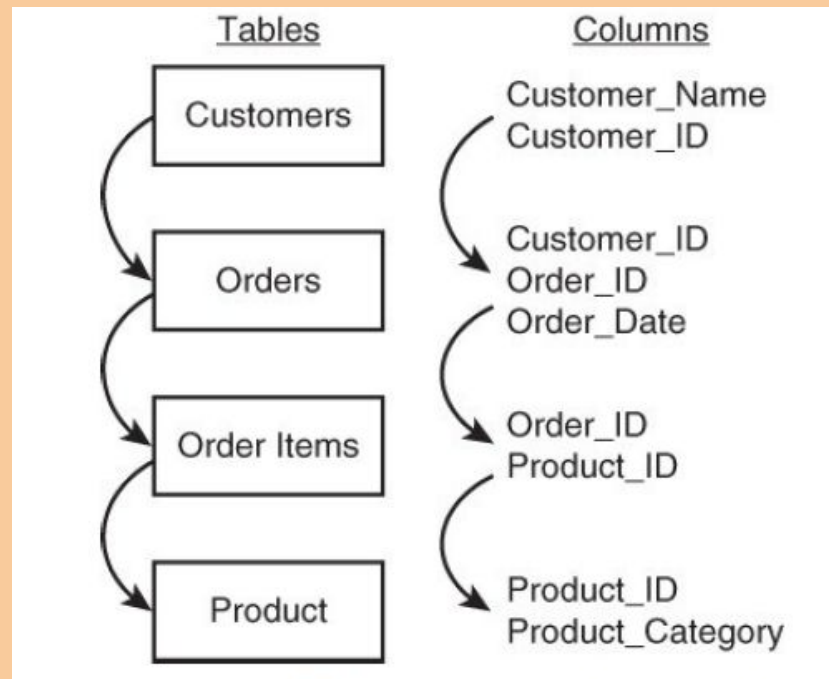 Tables
Columns
Customers
Customer_Name
Customer_ID
Orders
Customer_ID
Order_ID
Order_Date
Order Items
Order_ID
Product_ID
Product
Product_ID
Product_Category